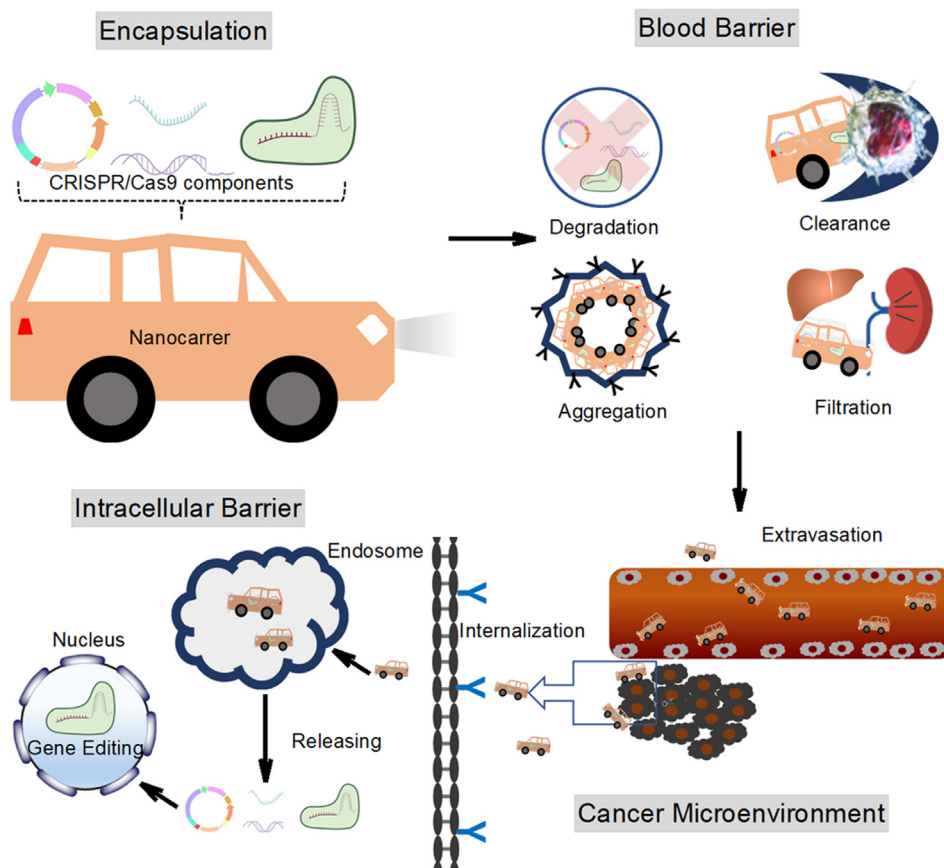 Encapsulation
CRISPR/Cas9 components
Nanocarrer
Blood Barrier
Degradation
Clearance
Aggregation
Filtration
Extravasation
Internalization
Cancer Microenvironment
Intracellular Barrier
Endosome
Nucleus
Gene Editing
Releasing